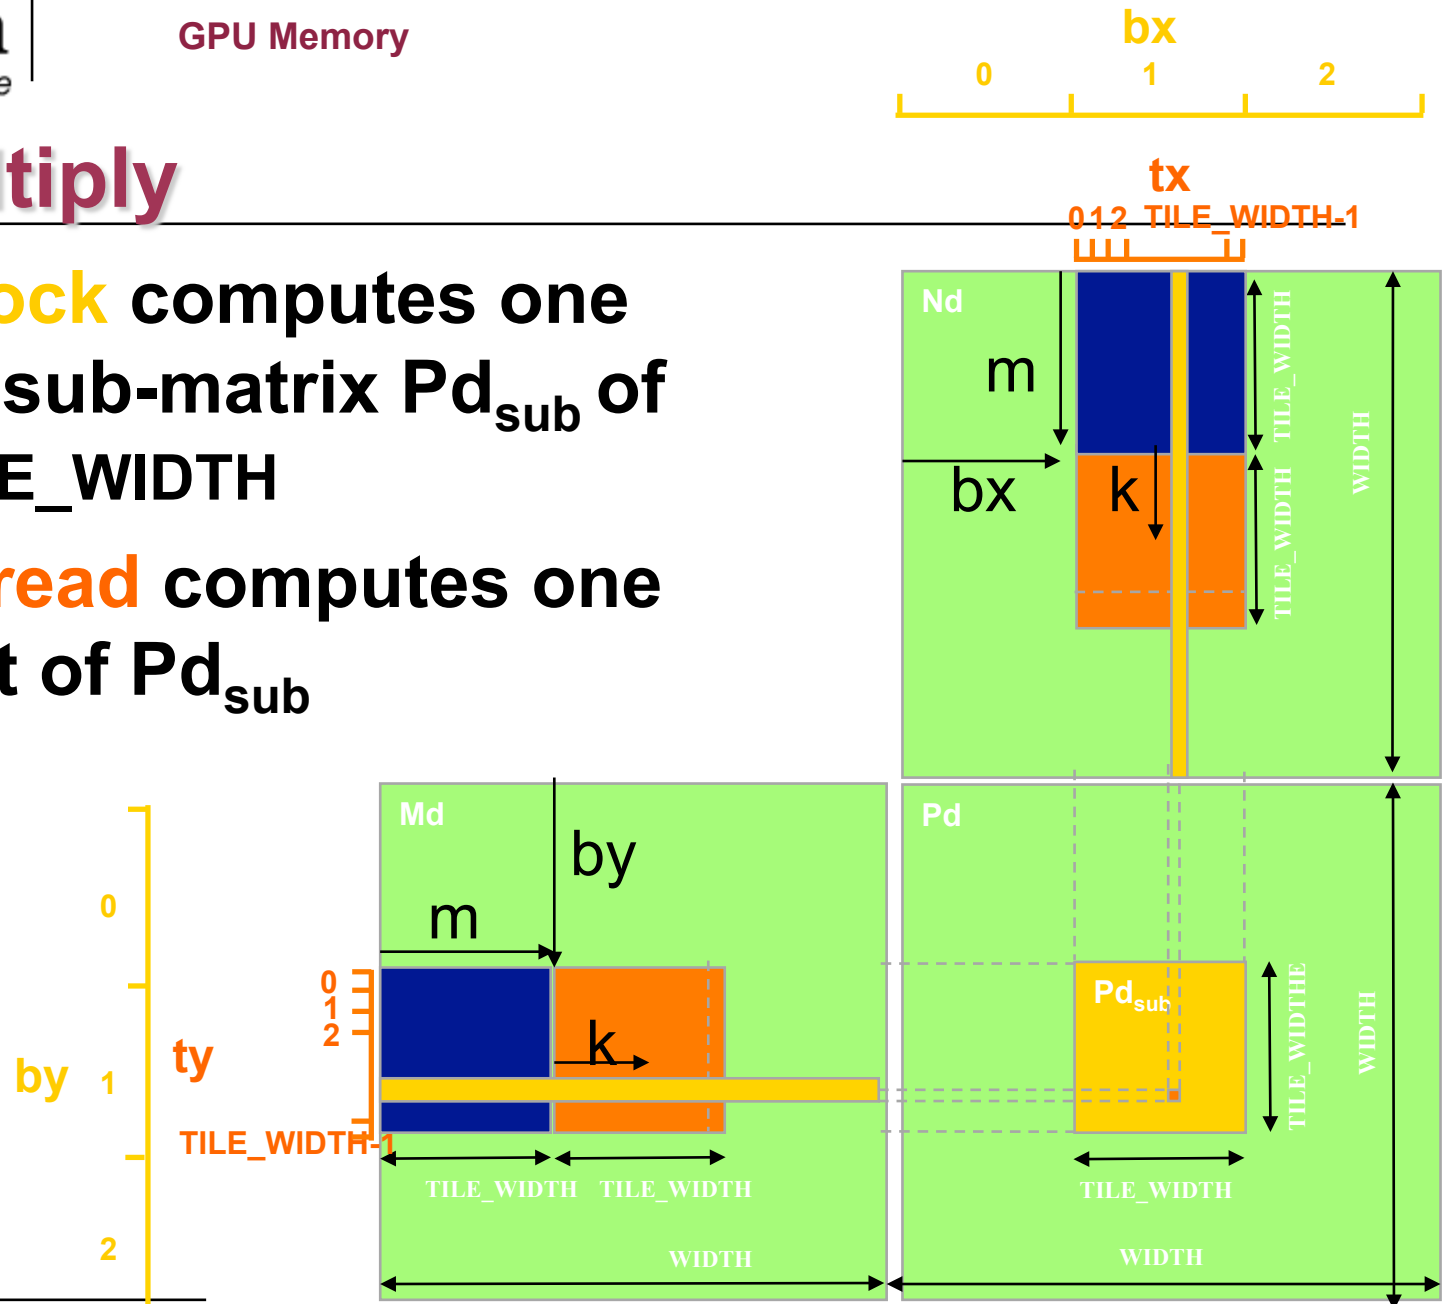 GPU Memory
bx
0 1 2
tx
0 1 2 TILE_WIDTH-1
tiply
ock computes one
sub-matrix Pdsub of
E_WIDTH
read computes one
t of Pdsub
Nd
m
bx
k
TILE_WIDTH
TILE_WIDTH
WIDTH
Md
by
m
k
TILE_WIDTH TILE_WIDTH
WIDTH
Pd
Pdsub
TILE_WIDTHE
WIDTH
TILE_WIDTH
WIDTH
by
0
1
2
ty
0
1
2
TILE_WIDTH-1